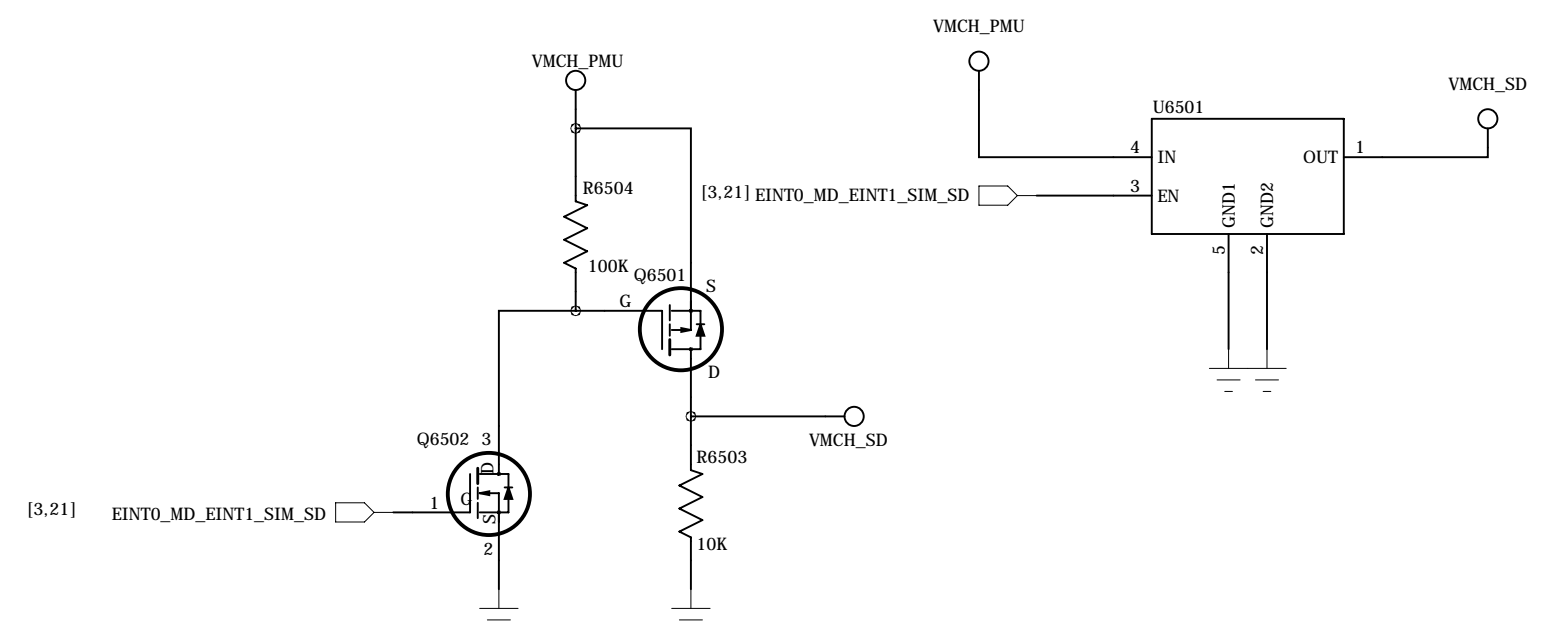 VMCH_PMU
R6504
100K
Q6501
S
G
D
VMCH_SD
R6503
10K
Q6502
3
D
G
S
1
2
[3,21]
EINT0_MD_EINT1_SIM_SD
VMCH_PMU
VMCH_SD
U6501
4
IN
OUT
1
[3,21] EINT0_MD_EINT1_SIM_SD
3
EN
GND1
GND2
5
2